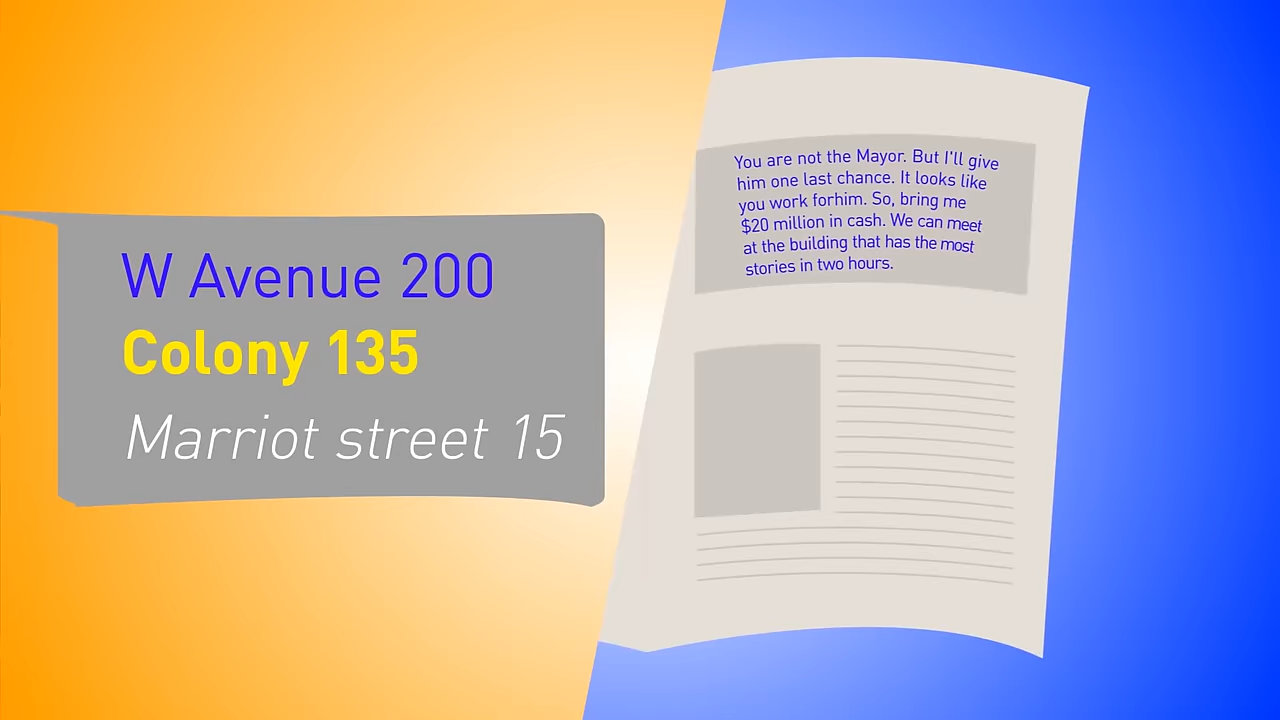 W Avenue 200
Colony 135
Marriot street 15
You are not the Mayor. But I'll give
him one last chance. It looks like
you work forhim. So, bring me
$20 million in cash. We can meet
at the building that has the most
stories in two hours.